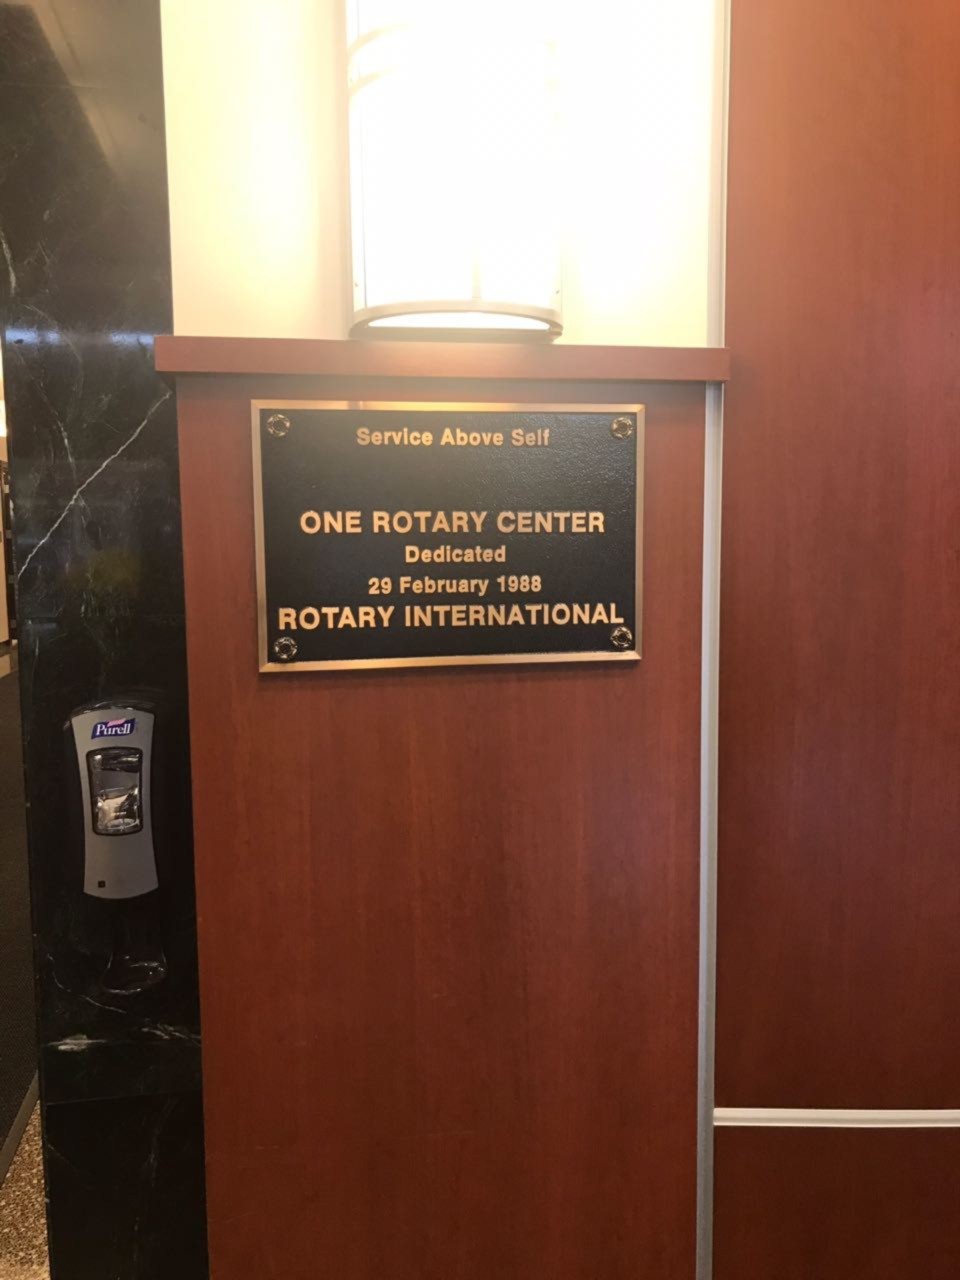 Service Above Self
ONE ROTARY CENTER
Dedicated
29 February 1988
ROTARY INTERNATIONAL
Purell